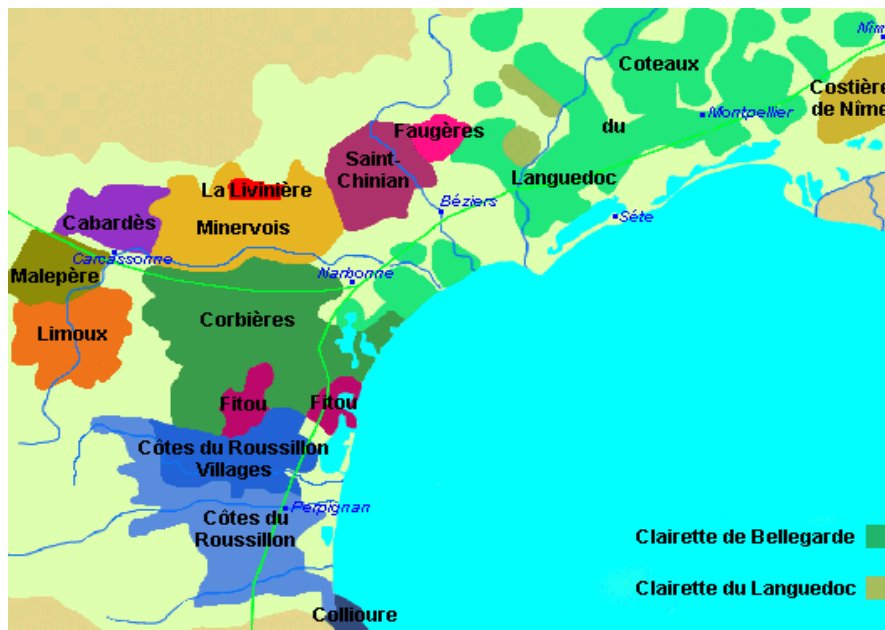 Nîm
Coteaux
Costière
de Nîme
Montpellier
du
Faugères
Saint-
Chinian
Languedoc
La Livinière
Béziers
Séte
Cabardès
Minervois
Carcassonne
Malepère
Narbonne
Corbières
Limoux
Fitou
Fitou
Côtes du Roussillon
Villages
Perpignan
Côtes du
Roussillon
Clairette de Bellegarde
Clairette du Languedoc
Collioure